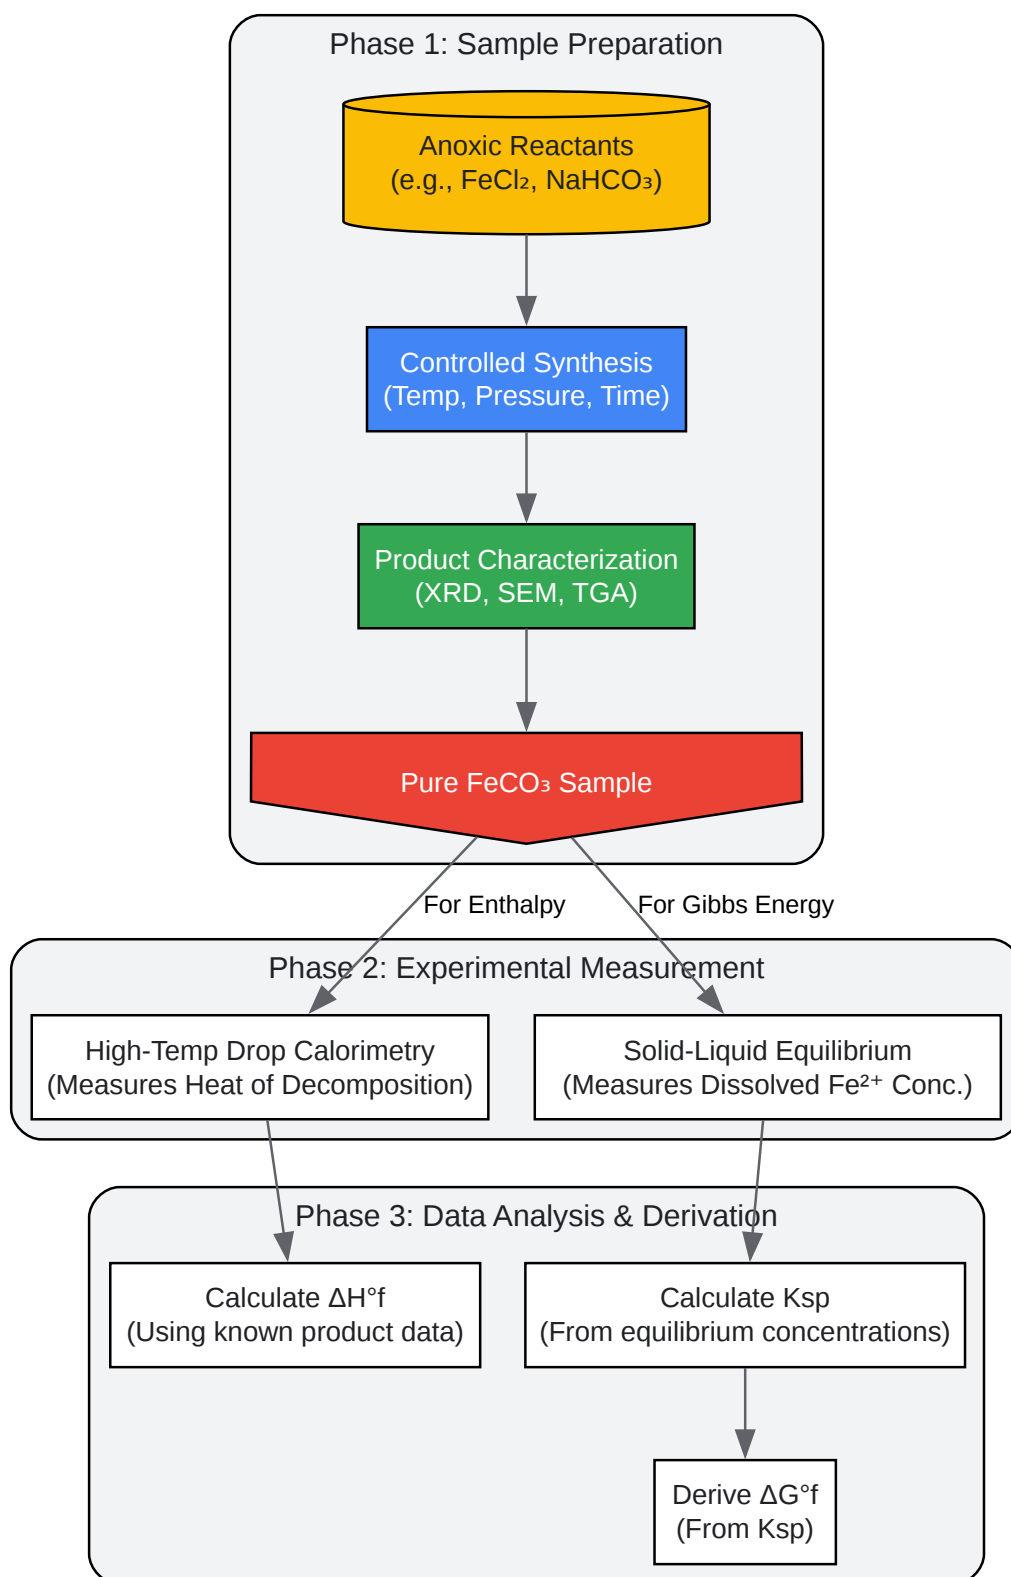 Phase 1: Sample Preparation
Anoxic Reactants
(e.g., FeCl₂, NaHCO₃)
Controlled Synthesis
(Temp, Pressure, Time)
Product Characterization
(XRD, SEM, TGA)
Pure FeCO₃ Sample
For Enthalpy
For Gibbs Energy
Phase 2: Experimental Measurement
High-Temp Drop Calorimetry
(Measures Heat of Decomposition)
Solid-Liquid Equilibrium
(Measures Dissolved Fe²⁺ Conc.)
Phase 3: Data Analysis & Derivation
Calculate ΔH°f
(Using known product data)
Calculate Ksp
(From equilibrium concentrations)
Derive ΔG°f
(From Ksp)